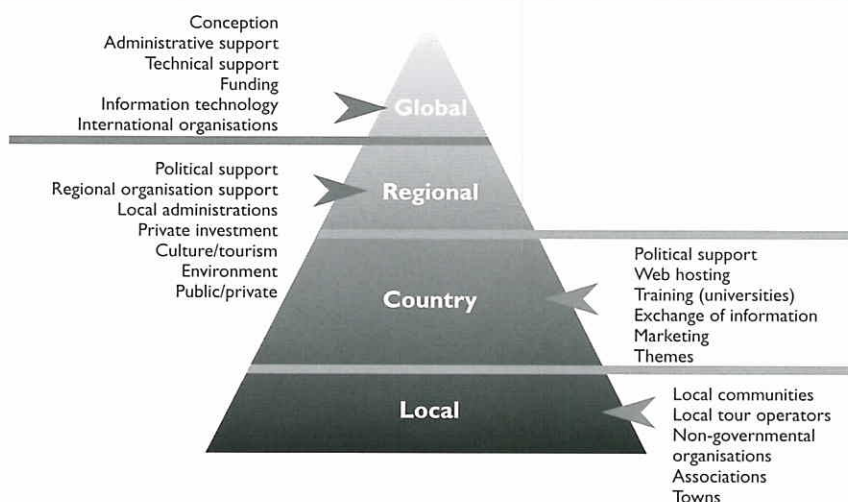 Conception
Administrative support
Technical support
Funding
Information technology
International organisations
Global
Political support
Regional organisation support
Local administrations
Private investment
Culture/tourism
Environment
Public/private
Regional
Country
Political support
Web hosting
Training (universities)
Exchange of information
Marketing
Themes
Local
Local communities
Local tour operators
Non-governmental
organisations
Associations
Towns